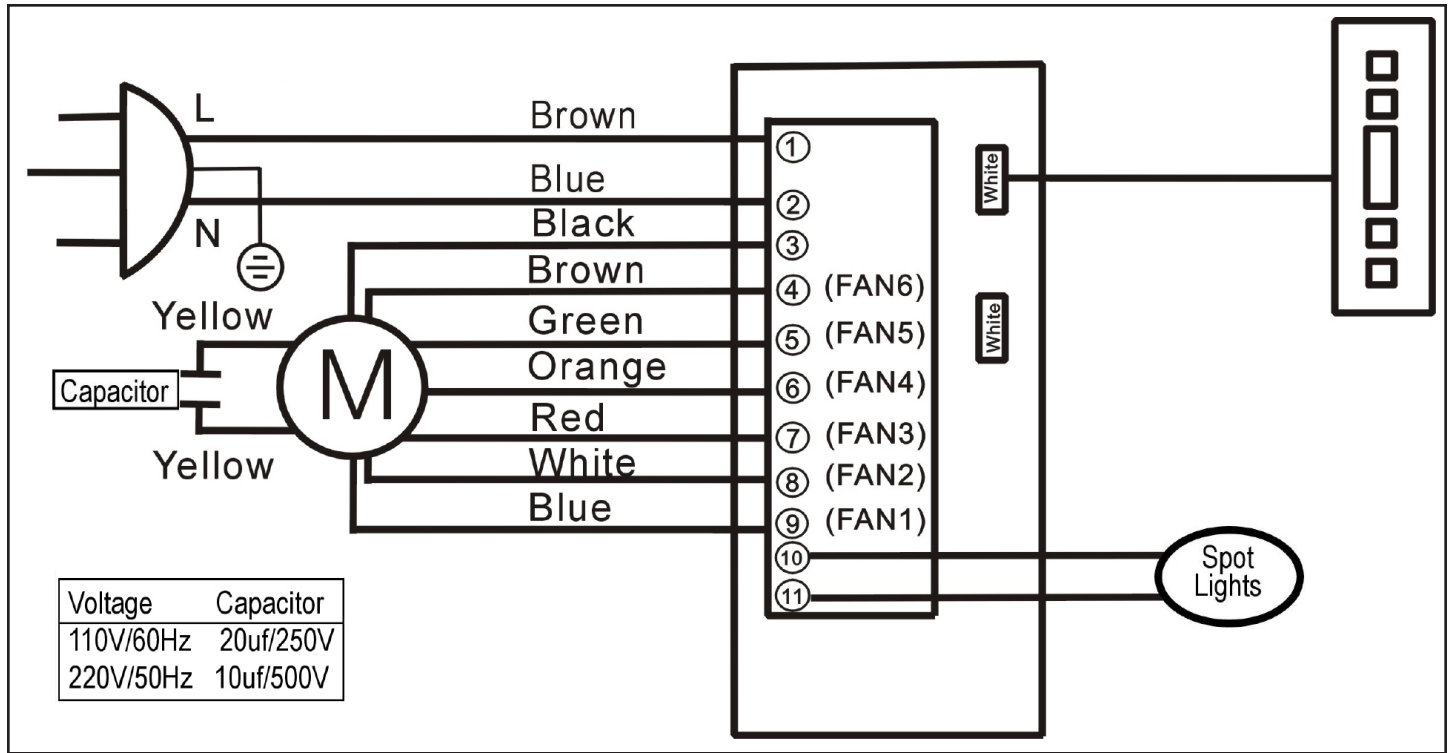 L
Brown
①
Blue
②
N
Black
③
Brown
④ (FAN6)
Yellow
Green
⑤ (FAN5)
Orange
⑥ (FAN4)
Capacitor
M
Red
⑦ (FAN3)
Yellow
White
⑧ (FAN2)
Blue
⑨ (FAN1)
⑩
⑪
White
White
Spot
Lights
Voltage Capacitor
110V/60Hz 20uf/250V
220V/50Hz 10uf/500V